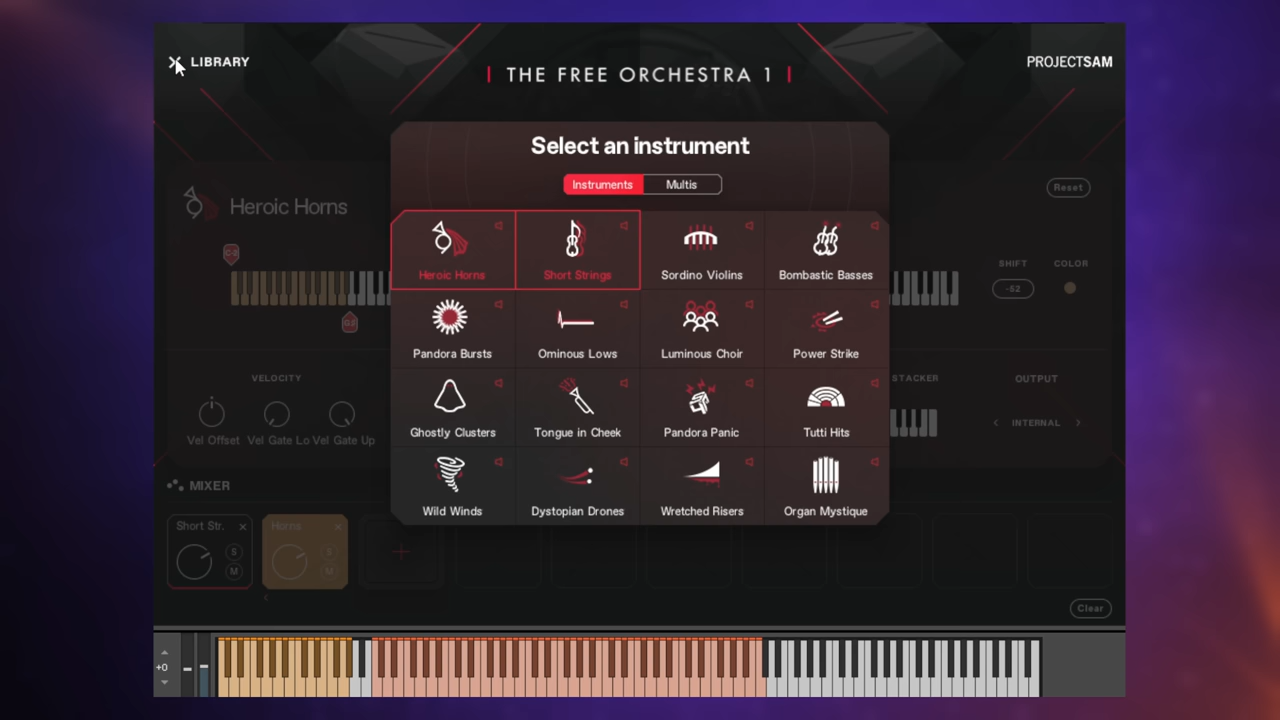 LIBRARY
THE FREE ORCHESTRA 1
PROJECTSAM
Select an instrument
Instruments
Multis
Heroic Horns
Reset
Heroic Horns
Short Strings
Sordino Violins
Bombastic Basses
SHIFT
COLOR
-52
Pandora Bursts
Ominous Lows
Luminous Choir
Power Strike
VELOCITY
STACKER
OUTPUT
Vel Offset
Vel Gate Lo
Vel Gate Up
INTERNAL
Ghostly Clusters
Tongue in Cheek
Pandora Panic
Tutti Hits
MIXER
Wild Winds
Dystopian Drones
Wretched Risers
Organ Mystique
Short Str.
Horns
S
M
S
M
Clear
+0